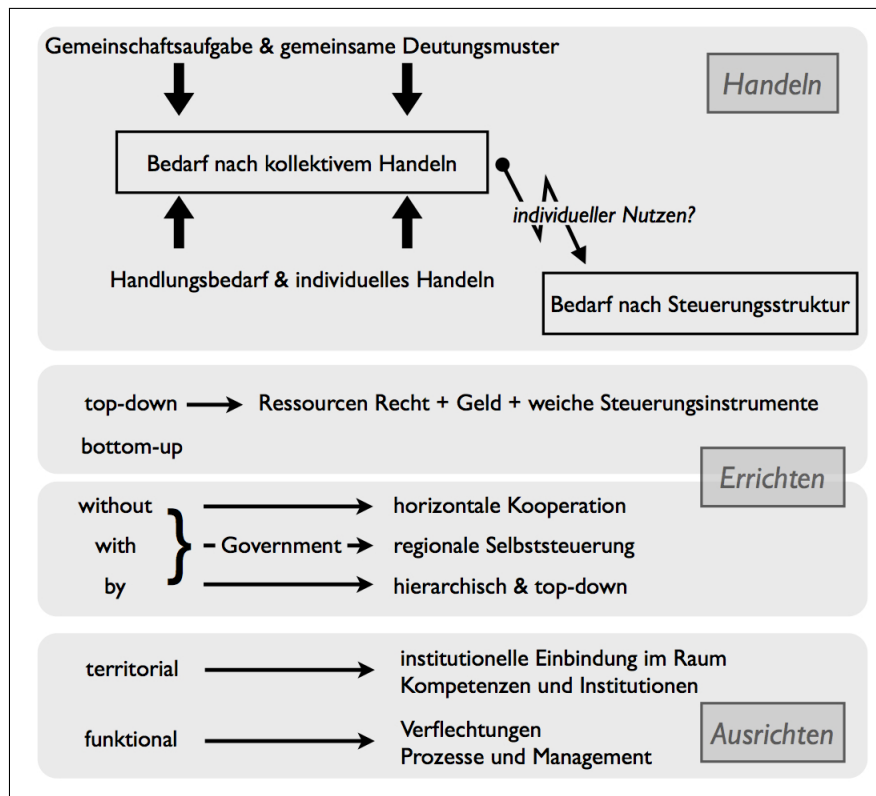 Gemeinschaftsaufgabe & gemeinsame Deutungsmuster
Handeln
Bedarf nach kollektivem Handeln
individueller Nutzen?
Handlungsbedarf & individuelles Handeln
Bedarf nach Steuerungsstruktur
top-down
Ressourcen Recht + Geld + weiche Steuerungsinstrumente
bottom-up
Errichten
without
horizontale Kooperation
with
Government
regionale Selbststeuerung
by
hierarchisch & top-down
territorial
institutionelle Einbindung im Raum
Kompetenzen und Institutionen
funktional
Verflechtungen
Prozesse und Management
Ausrichten